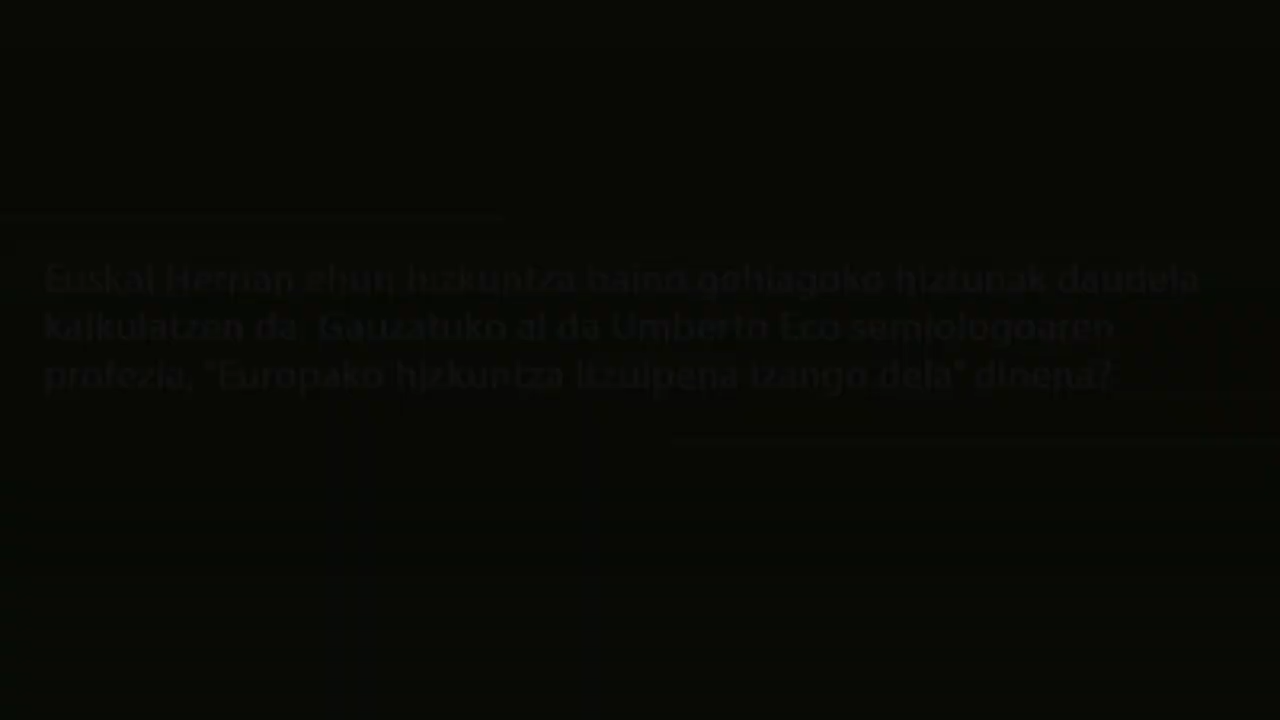 Euskal Herrian ehun hizkuntza baino gehiagoko hiztunak daudela
kalkulatzen da. Gauzatuko al da Umberto Eco semiologoaren
profezia, "Europako hizkuntza itzulpena izango dela" dinena?